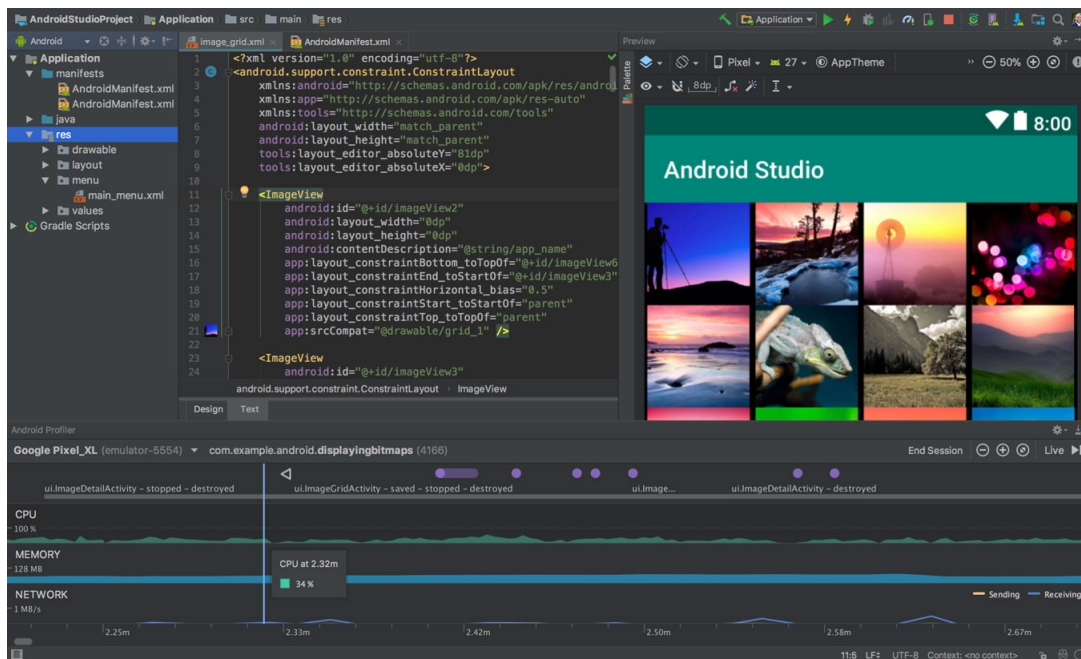 AndroidStudioProject Application src main res Application
Android image_grid.xml AndroidManifest.xml Preview
Application
manifests
AndroidManifest.xml
AndroidManifest.xml
java
res
drawable
layout
menu
main_menu.xml
values
Gradle Scripts
1 <?xml version="1.0" encoding="utf-8"?>
2 <android.support.constraint.ConstraintLayout
3 xmlns:android="http://schemas.android.com/apk/res/androi
4 xmlns:app="http://schemas.android.com/apk/res-auto"
5 xmlns:tools="http://schemas.android.com/tools"
6 android:layout_width="match_parent"
7 android:layout_height="match_parent"
8 tools:layout_editor_absoluteY="81dp"
9 tools:layout_editor_absoluteX="0dp">
10
11 <ImageView
12 android:id="@+id/imageView2"
13 android:layout_width="0dp"
14 android:layout_height="0dp"
15 android:contentDescription="@string/app_name"
16 app:layout_constraintBottom_toTopOf="@+id/imageView6
17 app:layout_constraintEnd_toStartOf="@+id/imageView3"
18 app:layout_constraintHorizontal_bias="0.5"
19 app:layout_constraintStart_toStartOf="parent"
20 app:layout_constraintTop_toTopOf="parent"
21 app:srcCompat="@drawable/grid_1" />
22
23 <ImageView
24 android:id="@+id/imageView3"
android.support.constraint.ConstraintLayout ImageView
Design Text
Palette
Pixel 27 AppTheme 50%
8dp
8:00
Android Studio
Android Profiler
Google Pixel_XL (emulator-5554) com.example.android.displayingbitmaps (4166) End Session Live
ui.ImageDetailActivity – stopped – destroyed ui.ImageGridActivity – saved – stopped – destroyed ui.Image... ui.ImageDetailActivity – destroyed
CPU
100 %
MEMORY
128 MB
CPU at 2.32m
34 %
NETWORK
Sending Receiving
1 MB/s
2.25m 2.33m 2.42m 2.50m 2.58m 2.67m
11:5 LF UTF-8 Context: <no context>